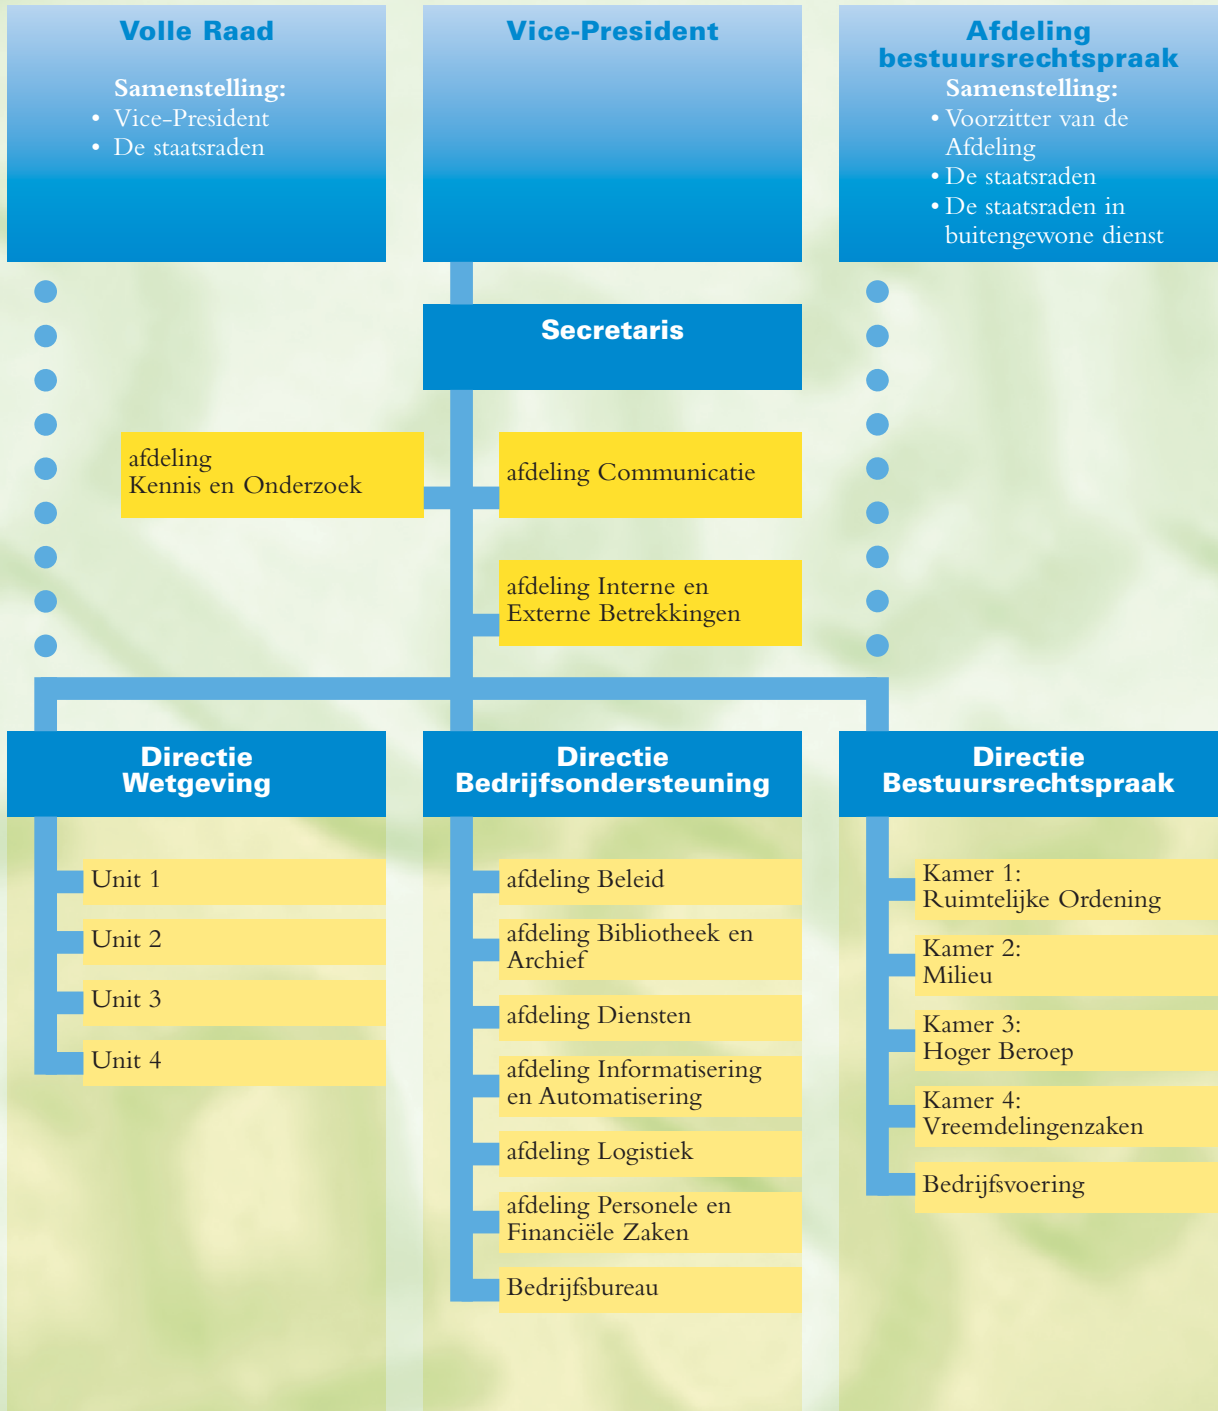 Volle Raad
Samenstelling:
• Vice-President
• De staatsraden
Vice-President
Afdeling
bestuursrechtspraak
Samenstelling:
• Voorzitter van de
Afdeling
• De staatsraden
• De staatsraden in
buitengewone dienst
Secretaris
afdeling
Kennis en Onderzoek
afdeling Communicatie
afdeling Interne en
Externe Betrekkingen
Directie
Wetgeving
Unit 1
Unit 2
Unit 3
Unit 4
Directie
Bedrijfsondersteuning
afdeling Beleid
afdeling Bibliotheek en
Archief
afdeling Diensten
afdeling Informatisering
en Automatisering
afdeling Logistiek
afdeling Personele en
Financiële Zaken
Bedrijfsbureau
Directie
Bestuursrechtspraak
Kamer 1:
Ruimtelijke Ordening
Kamer 2:
Milieu
Kamer 3:
Hoger Beroep
Kamer 4:
Vreemdelingenzaken
Bedrijfsvoering